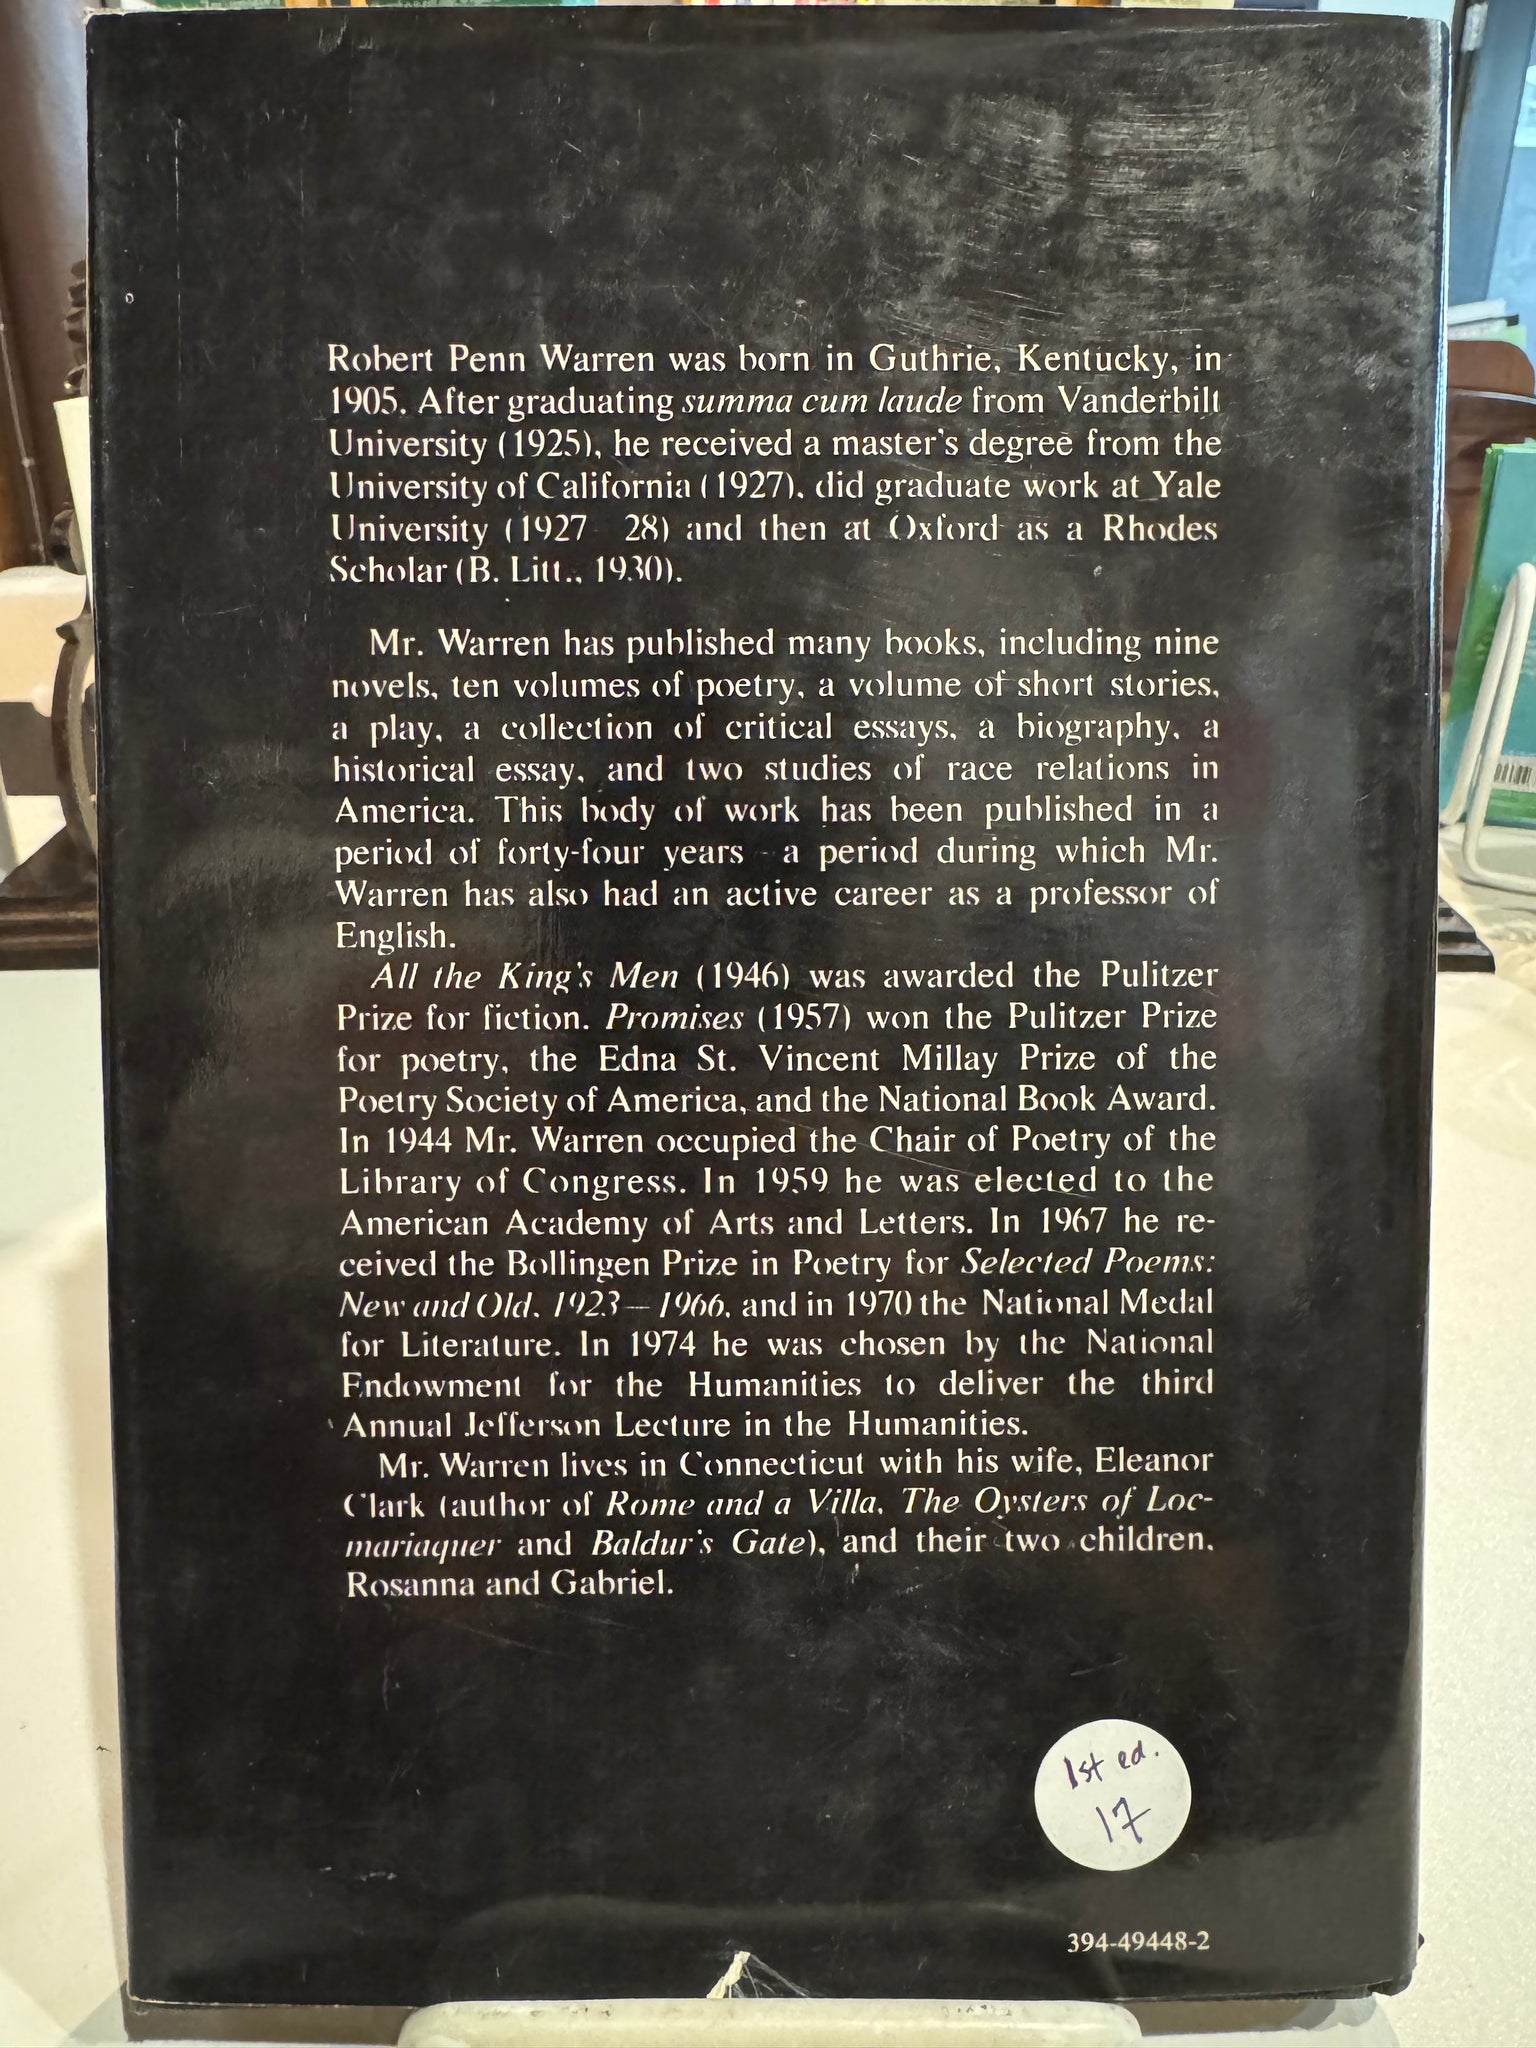 Robert Penn Warren was born in Guthrie, Kentucky, in
1905. After graduating summa cum laude from Vanderbilt
University (1925), he received a master's degree from the
University of California (1927), did graduate work at Yale
University (1927 28) and then at Oxford as a Rhodes
Scholar (B. Litt., 1930).
Mr. Warren has published many books, including nine
novels, ten volumes of poetry, a volume of short stories,
a play, a collection of critical essays, a biography, a
historical essay, and two studies of race relations in
America. This body of work has been published in a
period of forty-four years - a period during which Mr.
Warren has also had an active career as a professor of
English.
All the King's Men (1946) was awarded the Pulitzer
Prize for fiction. Promises (1957) won the Pulitzer Prize
for poetry, the Edna St. Vincent Millay Prize of the
Poetry Society of America, and the National Book Award.
In 1944 Mr. Warren occupied the Chair of Poetry of the
Library of Congress. In 1959 he was elected to the
American Academy of Arts and Letters. In 1967 he re-
ceived the Bollingen Prize in Poetry for Selected Poems:
New and Old, 1923–1966, and in 1970 the National Medal
for Literature. In 1974 he was chosen by the National
Endowment for the Humanities to deliver the third
Annual Jefferson Lecture in the Humanities.
Mr. Warren lives in Connecticut with his wife, Eleanor
Clark (author of Rome and a Villa, The Oysters of Loc-
mariaquer and Baldur's Gate), and their two children,
Rosanna and Gabriel.
1st ed.
17
394-49448-2